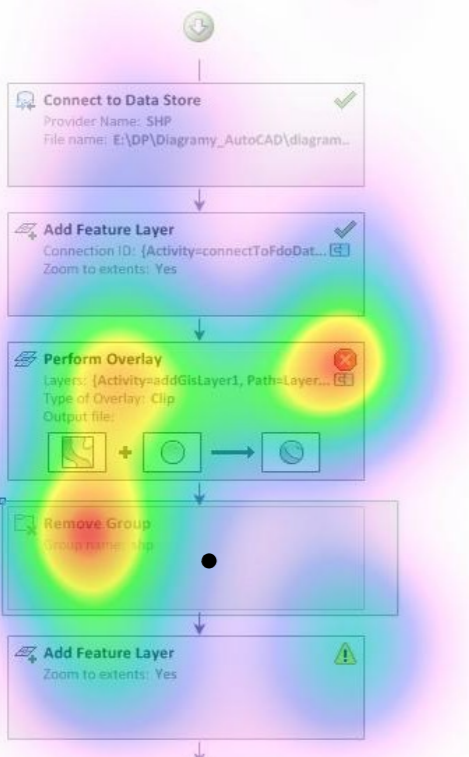 Connect to Data Store
Provider Name: SHP
File name: E:\DP\Diagramy_AutoCAD\diagram..
Add Feature Layer
Connection ID: {Activity=connectToFdoDat...
Zoom to extents: Yes
Perform Overlay
Layers: {Activity=addGisLayer1, Path=Layer...
Type of Overlay: Clip
Output file:
Remove Group
Group name: shp
Add Feature Layer
Zoom to extents: Yes